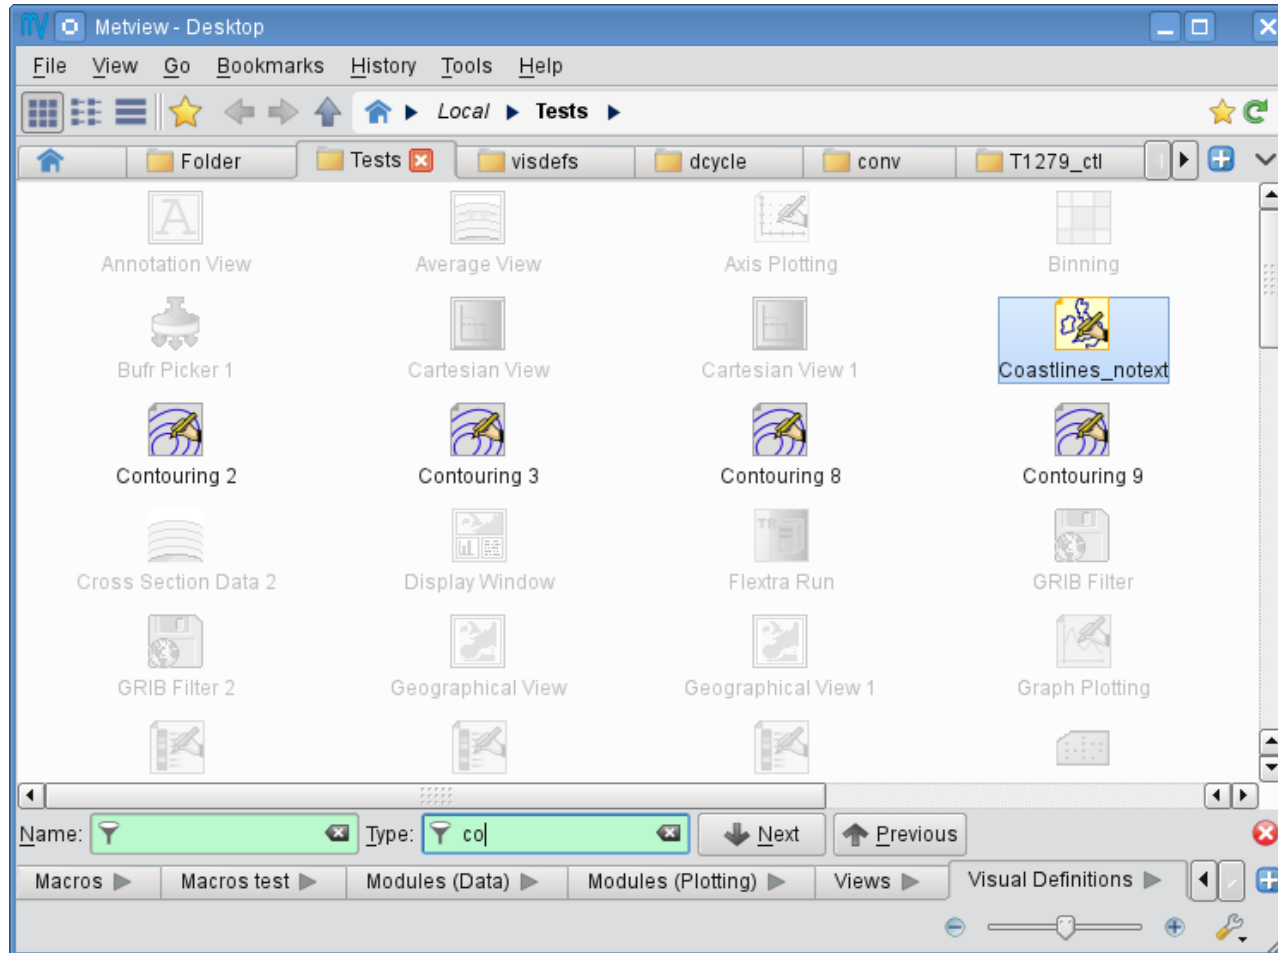 Metview - Desktop
File View Go Bookmarks History Tools Help
Local Tests
Folder Tests visdefs dcycle conv T1279_ctl
Annotation View Average View Axis Plotting Binning
Bufr Picker 1 Cartesian View Cartesian View 1 Coastlines_notext
Contouring 2 Contouring 3 Contouring 8 Contouring 9
Cross Section Data 2 Display Window Flextra Run GRIB Filter
GRIB Filter 2 Geographical View Geographical View 1 Graph Plotting
Name: Type: co Next Previous
Macros Macros test Modules (Data) Modules (Plotting) Views Visual Definitions